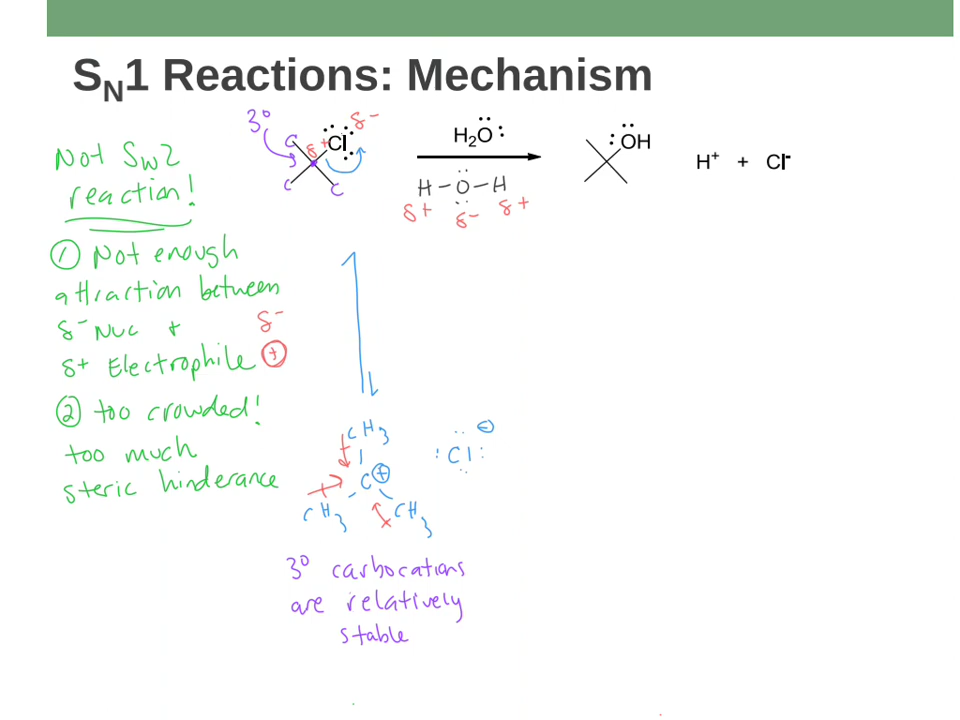 SN1 Reactions: Mechanism
3° δ-
C δ+ Cl
C C
H2O:
H-O-H
δ+ δ- δ+
:OH
H+ + Cl-
Not SN2
reaction!
① Not enough
attraction between
δ- Nuc +
δ-
δ+ Electrophile ⊕
② too crowded!
too much
steric hinderance
CH3
C⊕
CH3 CH3
:Cl: ⊖
3° carbocations
are relatively
stable